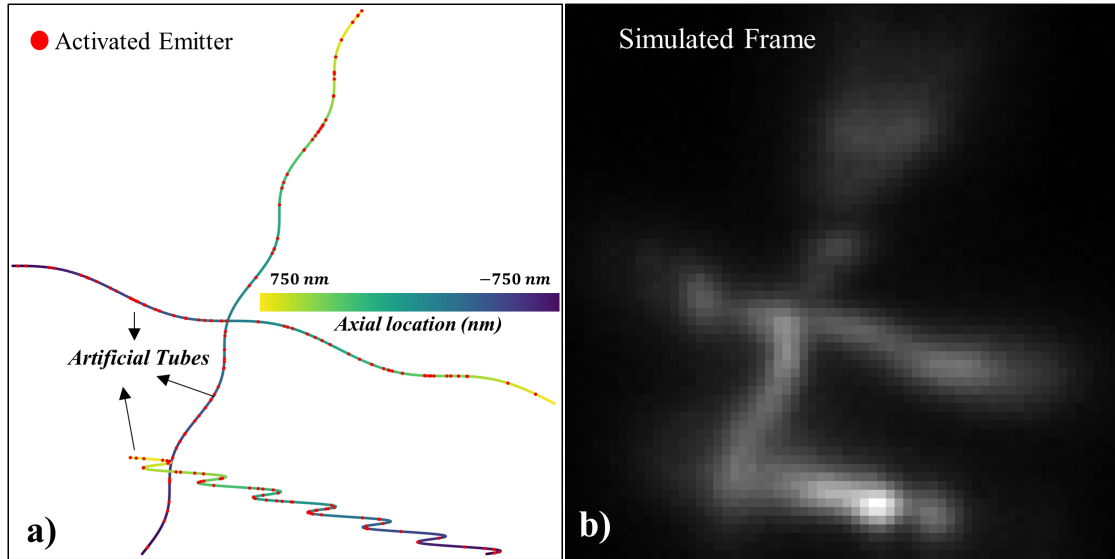 Activated Emitter
Simulated Frame
750 nm
−750 nm
Axial location (nm)
Artificial Tubes
a)
b)